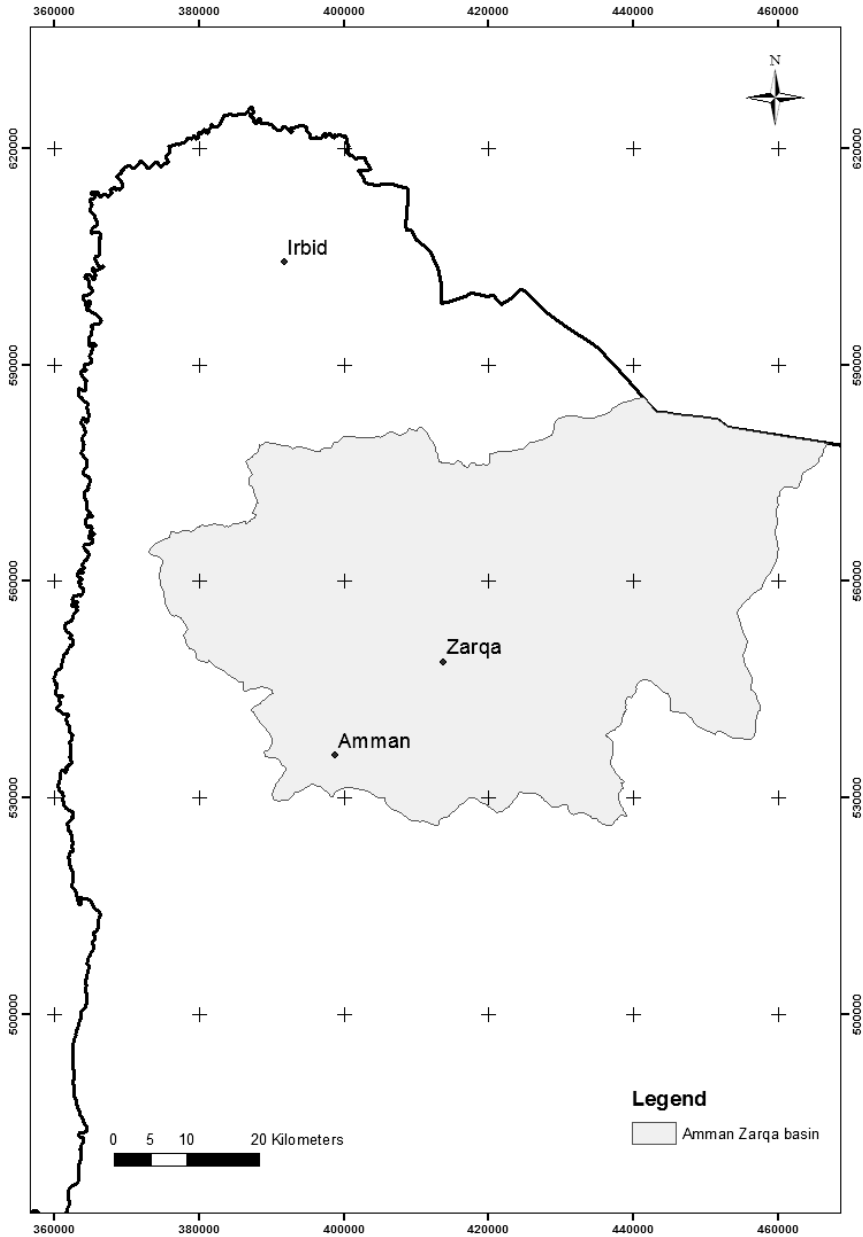 360000 380000 400000 420000 440000 460000
N
620000 620000
Irbid
590000 590000
560000 560000
Zarqa
Amman
530000 530000
500000 500000
Legend
Amman Zarqa basin
0 5 10 20 Kilometers
360000 380000 400000 420000 440000 460000